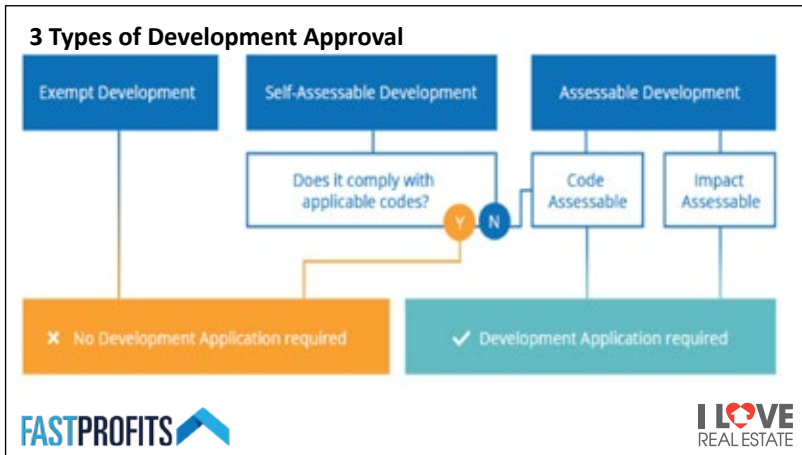 3 Types of Development Approval
Exempt Development
Self-Assessable Development
Assessable Development
Does it comply with
applicable codes?
Y
N
Code
Assessable
Impact
Assessable
No Development Application required
Development Application required
FASTPROFITS
I LOVE
REAL ESTATE